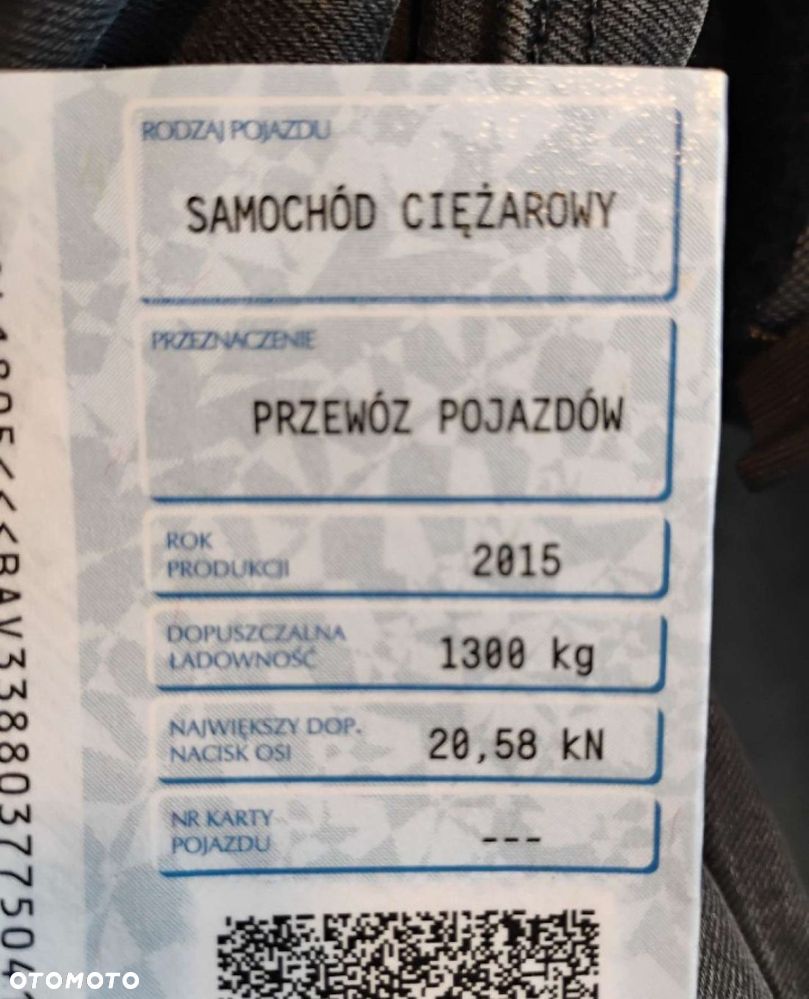 RODZAJ POJAZDU
SAMOCHÓD CIĘŻAROWY
PRZEZNACZENIE
PRZEWÓZ POJAZDÓW
ROK
PRODUKCJI
2015
DOPUSZCZALNA
ŁADOWNOŚĆ
1300 kg
NAJWIĘKSZY DOP.
NACISK OSI
20,58 kN
NR KARTY
POJAZDU
---
<<<BAV3388037750
OTOMOTO